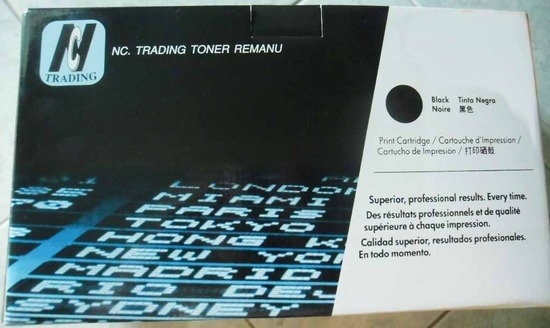 NC
TRADING
NC. TRADING TONER REMANU
Black Tinta Negra
Noire 黑色
Print Cartridge / Cartouche d'Impression /
Cartucho de Impresión / 打印硒鼓
Superior, professional results. Every time.
Des résultats professionnels et de qualité
supérieure à chaque impression.
Calidad superior, resultados profesionales.
En todo momento.
LONDON
MIAMI
PARIS
TOKYO
HONG K
NEW YO
MADRID
RIO DE
SYDNEY